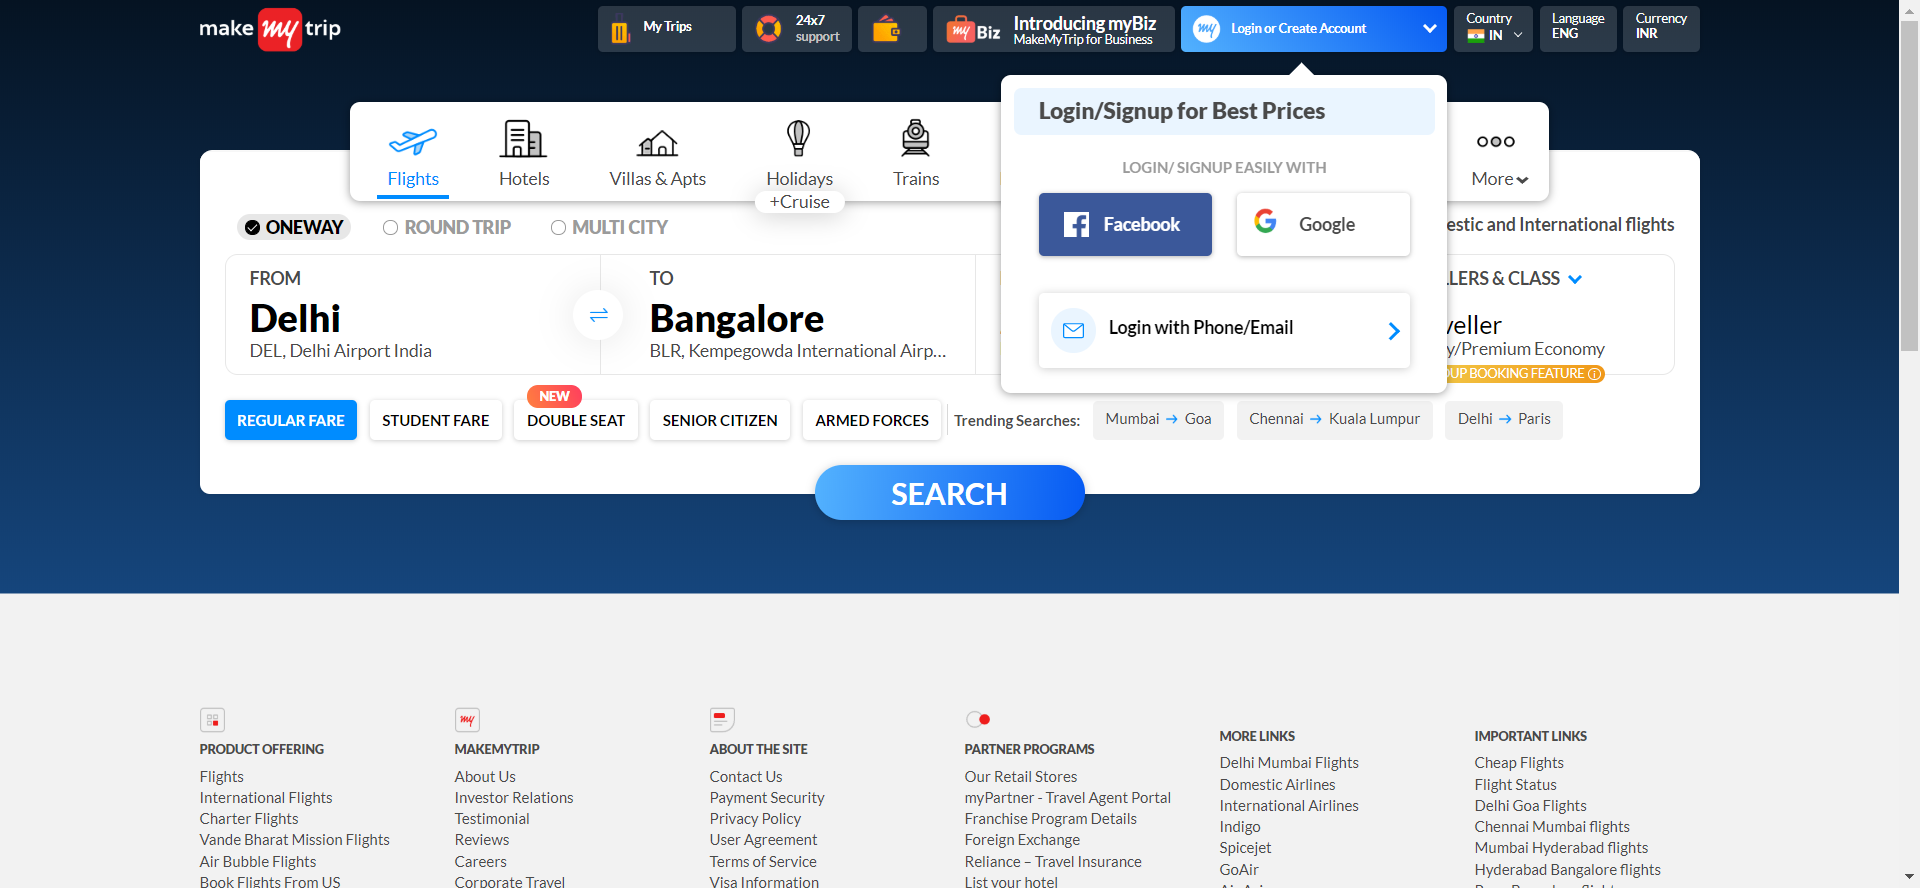 make my trip
My Trips
24x7
support
my Biz
Introducing myBiz
MakeMyTrip for Business
my
Login or Create Account
Country
IN
Language
ENG
Currency
INR
Login/Signup for Best Prices
LOGIN/ SIGNUP EASILY WITH
Facebook
Google
Login with Phone/Email
Flights
Hotels
Villas & Apts
Holidays
+Cruise
Trains
More
ONEWAY
ROUND TRIP
MULTI CITY
estic and International flights
FROM
Delhi
DEL, Delhi Airport India
TO
Bangalore
BLR, Kempegowda International Airp...
LLERS & CLASS
veller
y/Premium Economy
OUP BOOKING FEATURE
REGULAR FARE
STUDENT FARE
NEW
DOUBLE SEAT
SENIOR CITIZEN
ARMED FORCES
Trending Searches:
Mumbai → Goa
Chennai → Kuala Lumpur
Delhi → Paris
SEARCH
PRODUCT OFFERING
Flights
International Flights
Charter Flights
Vande Bharat Mission Flights
Air Bubble Flights
Book Flights From US
my
MAKEMYTRIP
About Us
Investor Relations
Testimonial
Reviews
Careers
Corporate Travel
ABOUT THE SITE
Contact Us
Payment Security
Privacy Policy
User Agreement
Terms of Service
Visa Information
PARTNER PROGRAMS
Our Retail Stores
myPartner - Travel Agent Portal
Franchise Program Details
Foreign Exchange
Reliance – Travel Insurance
List your hotel
MORE LINKS
Delhi Mumbai Flights
Domestic Airlines
International Airlines
Indigo
Spicejet
GoAir
IMPORTANT LINKS
Cheap Flights
Flight Status
Delhi Goa Flights
Chennai Mumbai flights
Mumbai Hyderabad flights
Hyderabad Bangalore flights